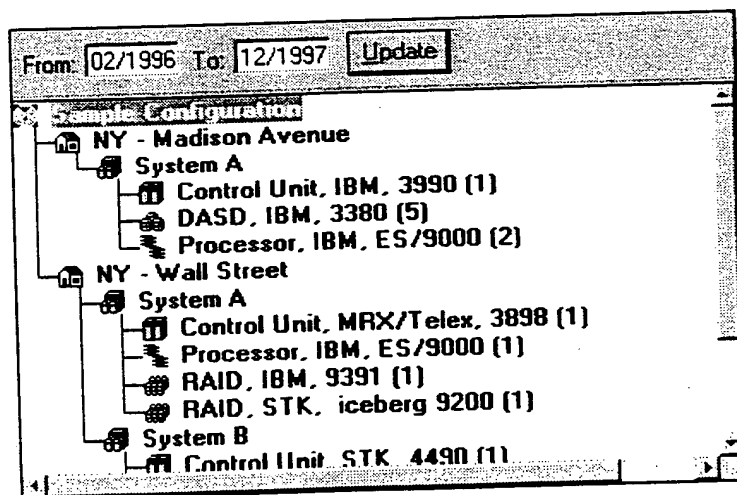 From: 02/1996 To: 12/1997 Update
Sample Configuration
NY - Madison Avenue
System A
Control Unit, IBM, 3990 (1)
DASD, IBM, 3380 (5)
Processor, IBM, ES/9000 (2)
NY - Wall Street
System A
Control Unit, MRX/Telex, 3898 (1)
Processor, IBM, ES/9000 (1)
RAID, IBM, 9391 (1)
RAID, STK, iceberg 9200 (1)
System B
Control Unit, STK, 4490 (1)